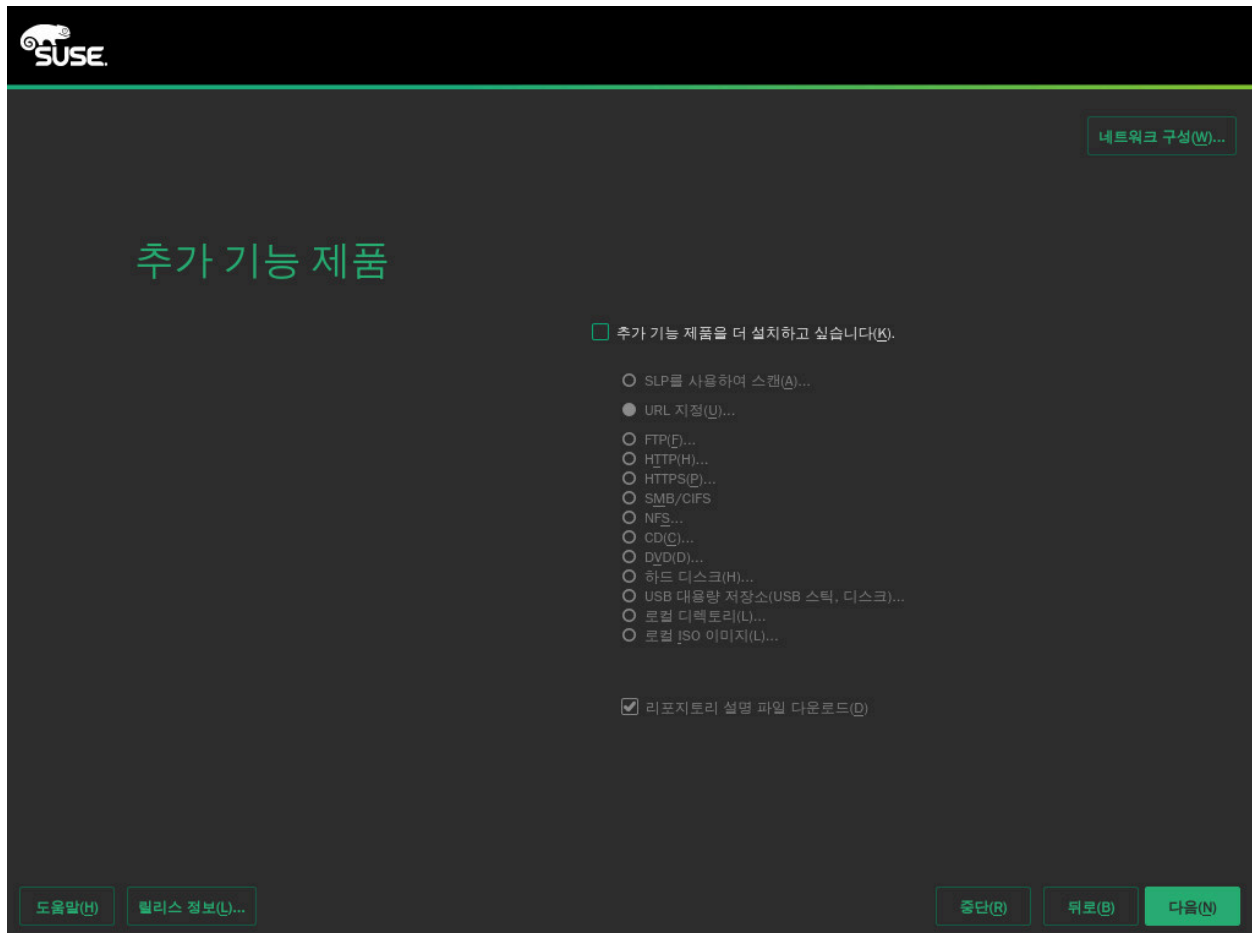 SUSE.
네트워크 구성(W)...
추가 기능 제품
추가 기능 제품을 더 설치하고 싶습니다(K).
SLP를 사용하여 스캔(A)...
URL 지정(U)...
FTP(F)...
HTTP(H)...
HTTPS(P)...
SMB/CIFS
NFS...
CD(C)...
DVD(D)...
하드 디스크(H)...
USB 대용량 저장소(USB 스틱, 디스크)...
로컬 디렉토리(L)...
로컬 ISO 이미지(L)...
리포지토리 설명 파일 다운로드(D)
도움말(H) 릴리스 정보(L)... 중단(R) 뒤로(B) 다음(N)